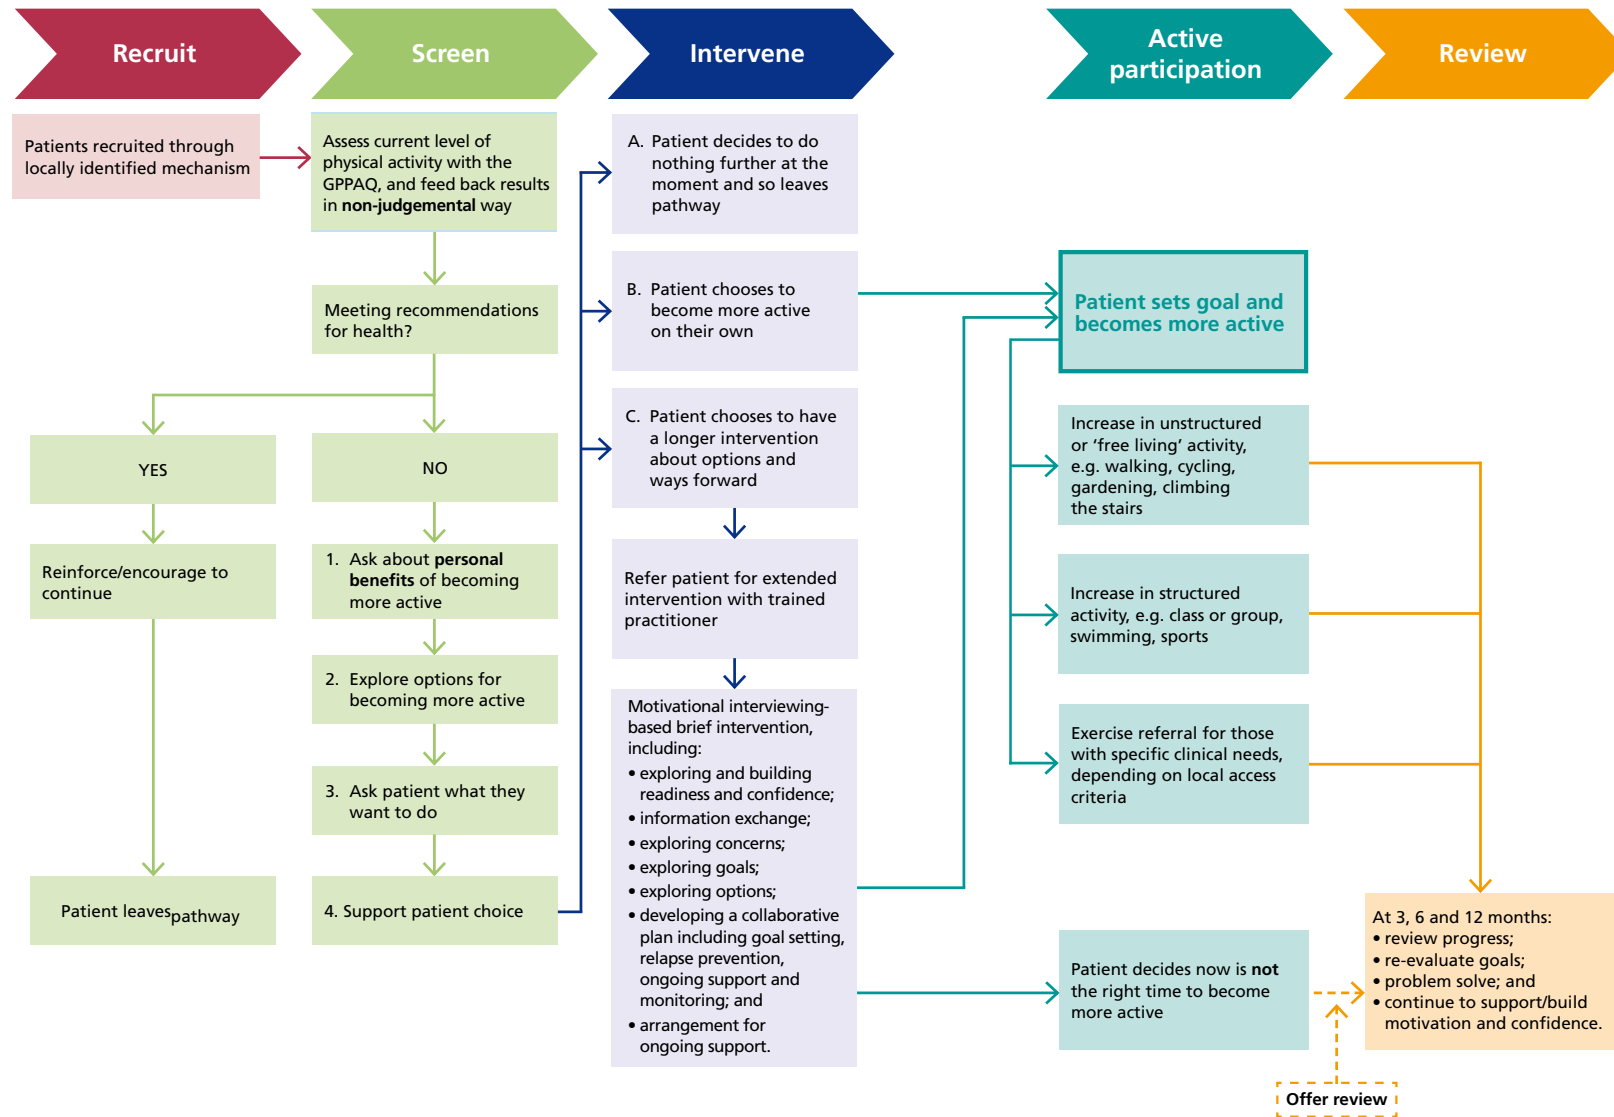 Recruit
Screen
Intervene
Active
participation
Review
Patients recruited through
locally identified mechanism
Assess current level of
physical activity with the
GPPAQ, and feed back results
in non-judgemental way
Meeting recommendations
for health?
YES
NO
Reinforce/encourage to
continue
Patient leaves pathway
1. Ask about personal
benefits of becoming
more active
2. Explore options for
becoming more active
3. Ask patient what they
want to do
4. Support patient choice
A. Patient decides to do
nothing further at the
moment and so leaves
pathway
B. Patient chooses to
become more active
on their own
C. Patient chooses to have
a longer intervention
about options and
ways forward
Refer patient for extended
intervention with trained
practitioner
Motivational interviewing-
based brief intervention,
including:
• exploring and building
readiness and confidence;
• information exchange;
• exploring concerns;
• exploring goals;
• exploring options;
• developing a collaborative
plan including goal setting,
relapse prevention,
ongoing support and
monitoring; and
• arrangement for
ongoing support.
Patient sets goal and
becomes more active
Increase in unstructured
or ‘free living’ activity,
e.g. walking, cycling,
gardening, climbing
the stairs
Increase in structured
activity, e.g. class or group,
swimming, sports
Exercise referral for those
with specific clinical needs,
depending on local access
criteria
Patient decides now is not
the right time to become
more active
At 3, 6 and 12 months:
• review progress;
• re-evaluate goals;
• problem solve; and
• continue to support/build
motivation and confidence.
Offer review